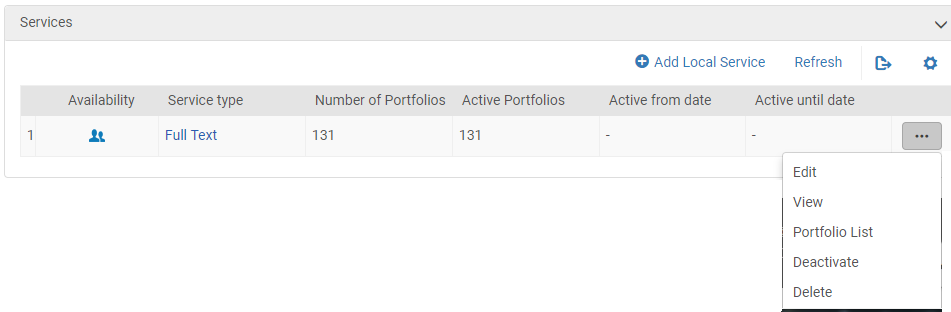 Services
Add Local Service Refresh
Availability Service type Number of Portfolios Active Portfolios Active from date Active until date
1 Full Text 131 131 - - ...
Edit
View
Portfolio List
Deactivate
Delete